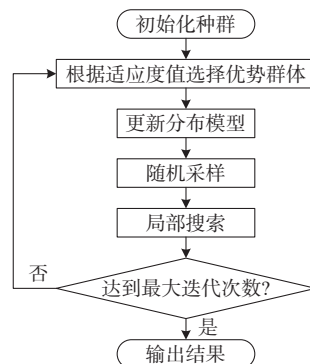 初始化种群
根据适应度值选择优势群体
更新分布模型
随机采样
局部搜索
否
达到最大迭代次数?
是
输出结果